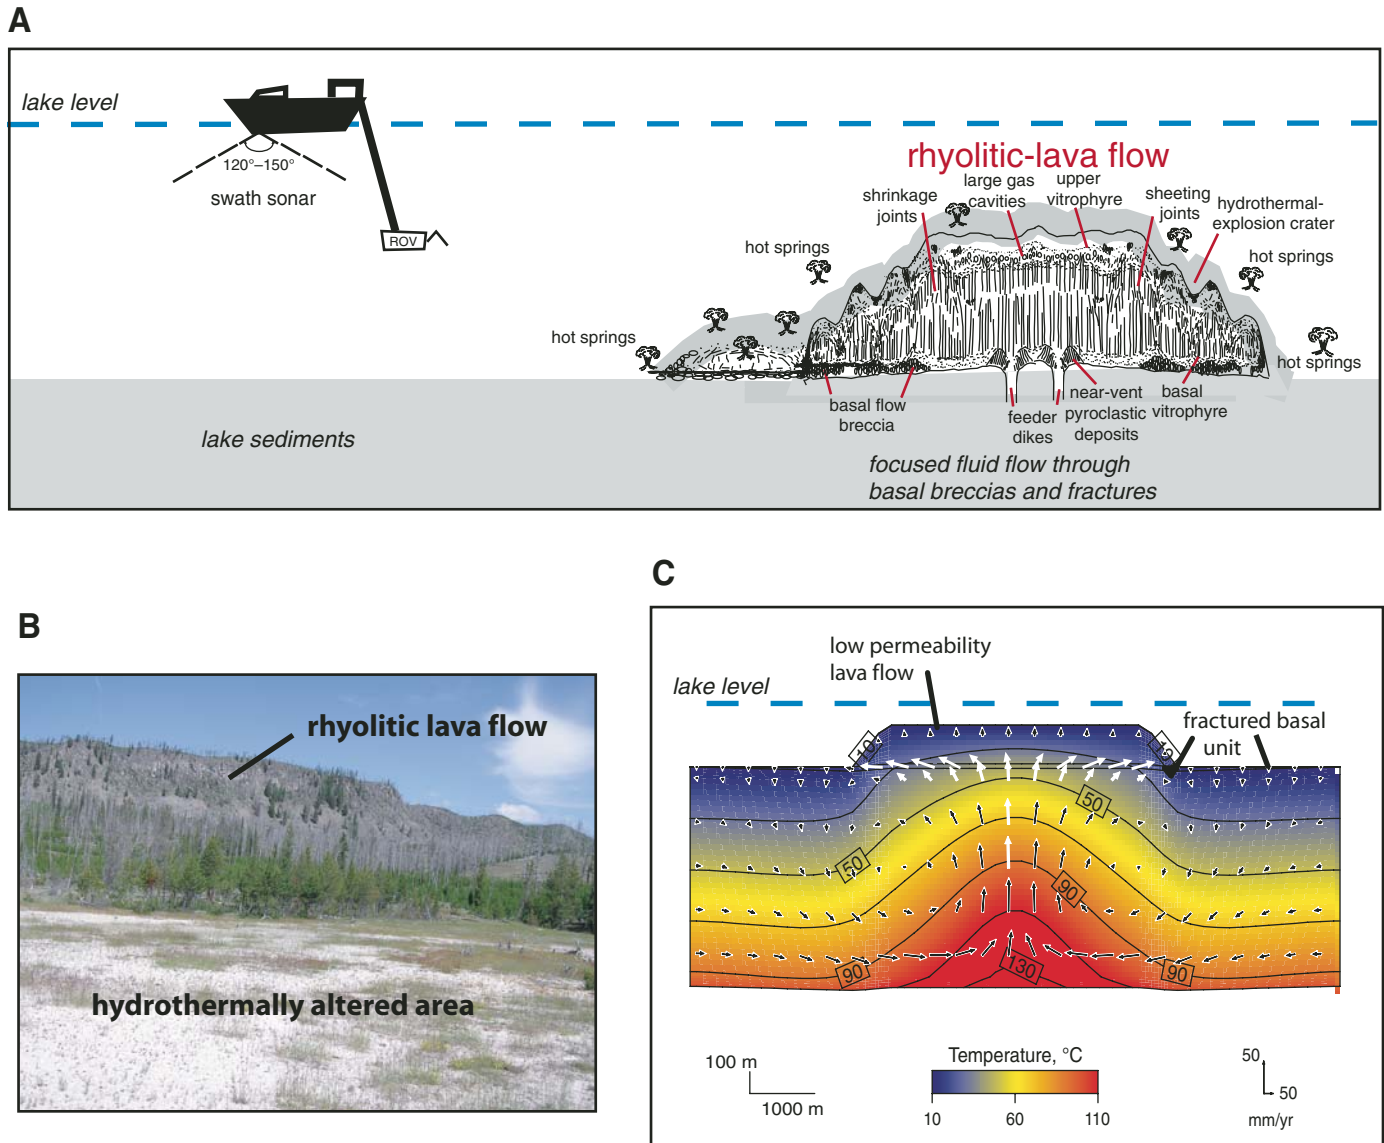 A
lake level
120°–150°
swath sonar
ROV
rhyolitic-lava flow
shrinkage
joints
large gas
cavities
upper
vitrophyre
sheeting
joints
hydrothermal-
explosion crater
hot springs
hot springs
hot springs
hot springs
basal flow
breccia
feeder
dikes
near-vent
pyroclastic
deposits
basal
vitrophyre
lake sediments
focused fluid flow through
basal breccias and fractures
B
rhyolitic lava flow
hydrothermally altered area
C
low permeability
lava flow
lake level
fractured basal
unit
10
50
50
90
90
130
90
100 m
1000 m
Temperature, °C
10
60
110
50
50
mm/yr